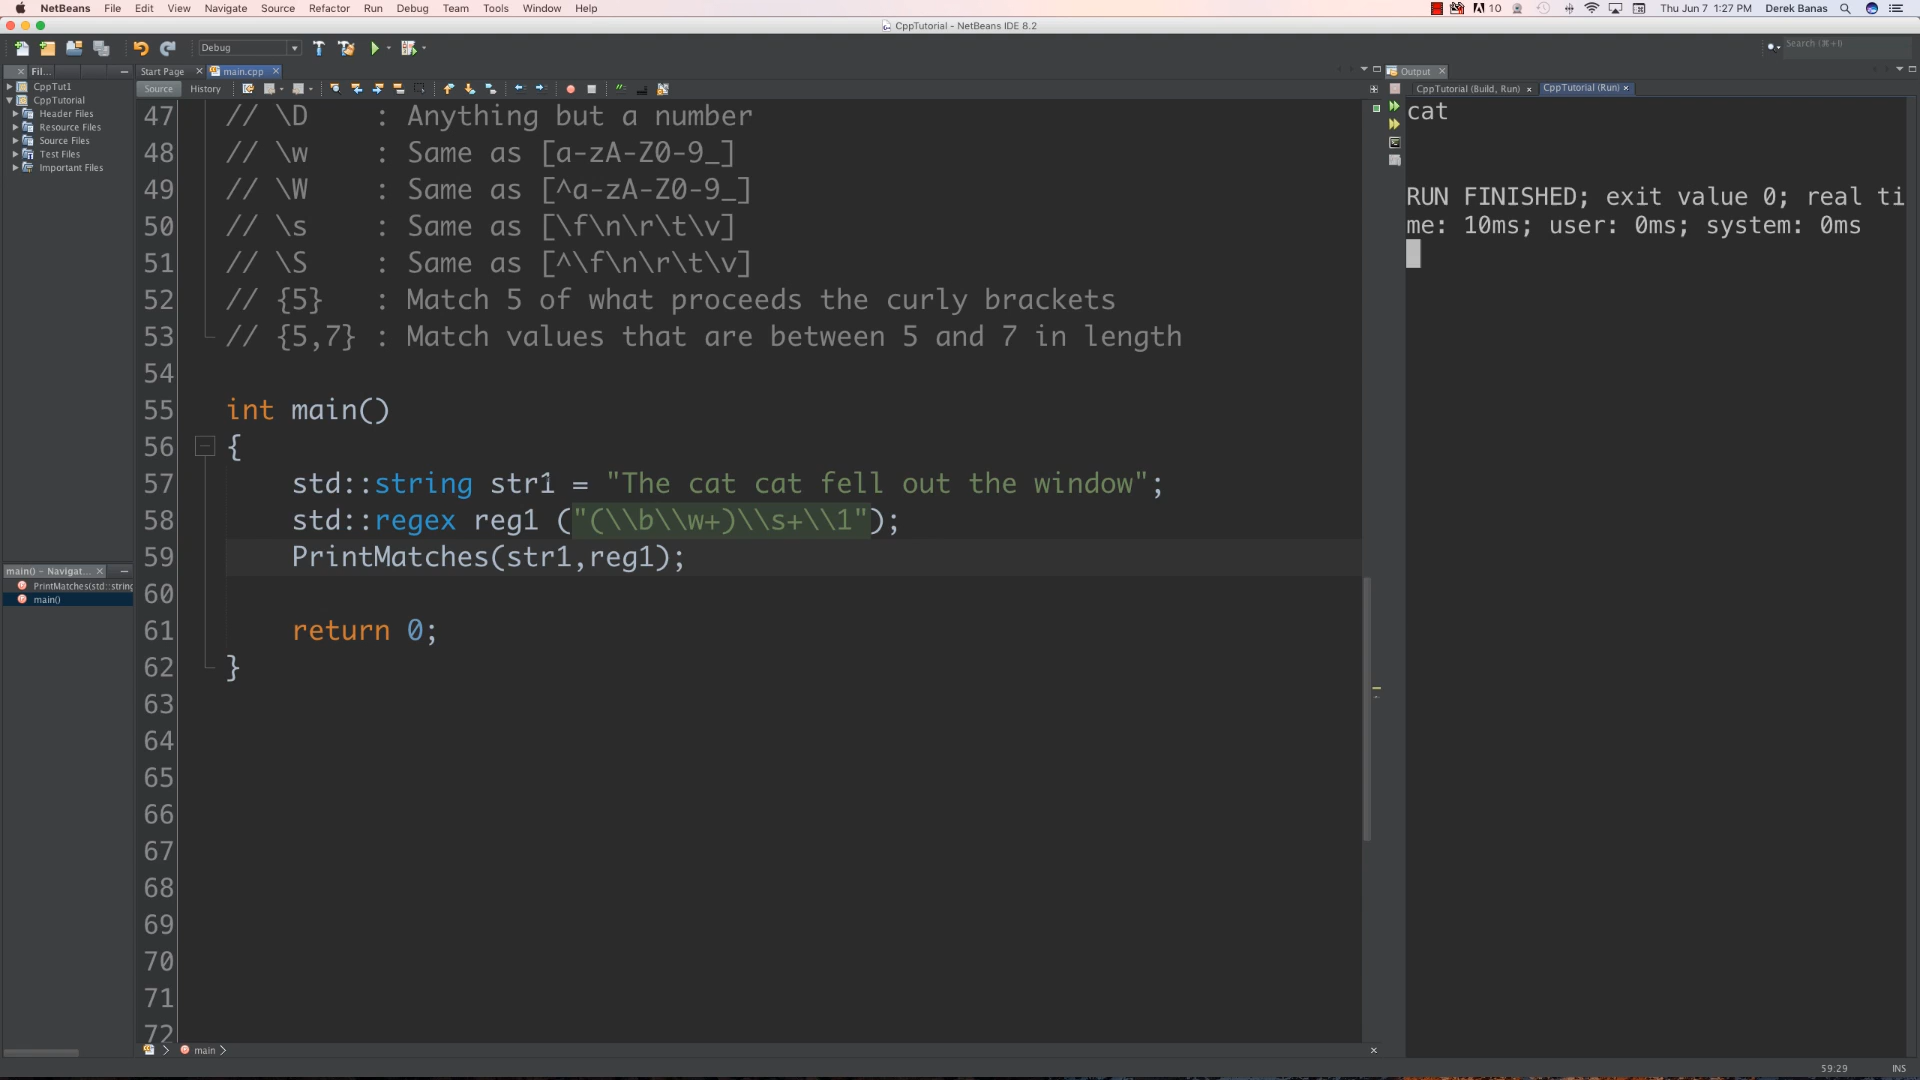 NetBeans File Edit View Navigate Source Refactor Run Debug Team Tools Window Help 10 Thu Jun 7 1:27 PM Derek Banas
CppTutorial - NetBeans IDE 8.2
Debug
Search (⌘+I)
Fil...
Start Page
main.cpp
Output
Source History
CppTutorial (Build, Run)
CppTutorial (Run)
CppTut1
CppTutorial
Header Files
Resource Files
Source Files
Test Files
Important Files
main() - Navigat...
PrintMatches(std::string
main()
47 // \D : Anything but a number
48 // \w : Same as [a-zA-Z0-9_]
49 // \W : Same as [^a-zA-Z0-9_]
50 // \s : Same as [\f\n\r\t\v]
51 // \S : Same as [^\f\n\r\t\v]
52 // {5} : Match 5 of what proceeds the curly brackets
53 // {5,7} : Match values that are between 5 and 7 in length
54
55 int main()
56 {
57 std::string str1 = "The cat cat fell out the window";
58 std::regex reg1 ("(\\b\\w+)\\s+\\1");
59 PrintMatches(str1,reg1);
60
61 return 0;
62 }
63
64
65
66
67
68
69
70
71
72
cat
RUN FINISHED; exit value 0; real ti
me: 10ms; user: 0ms; system: 0ms
main
59:29 INS